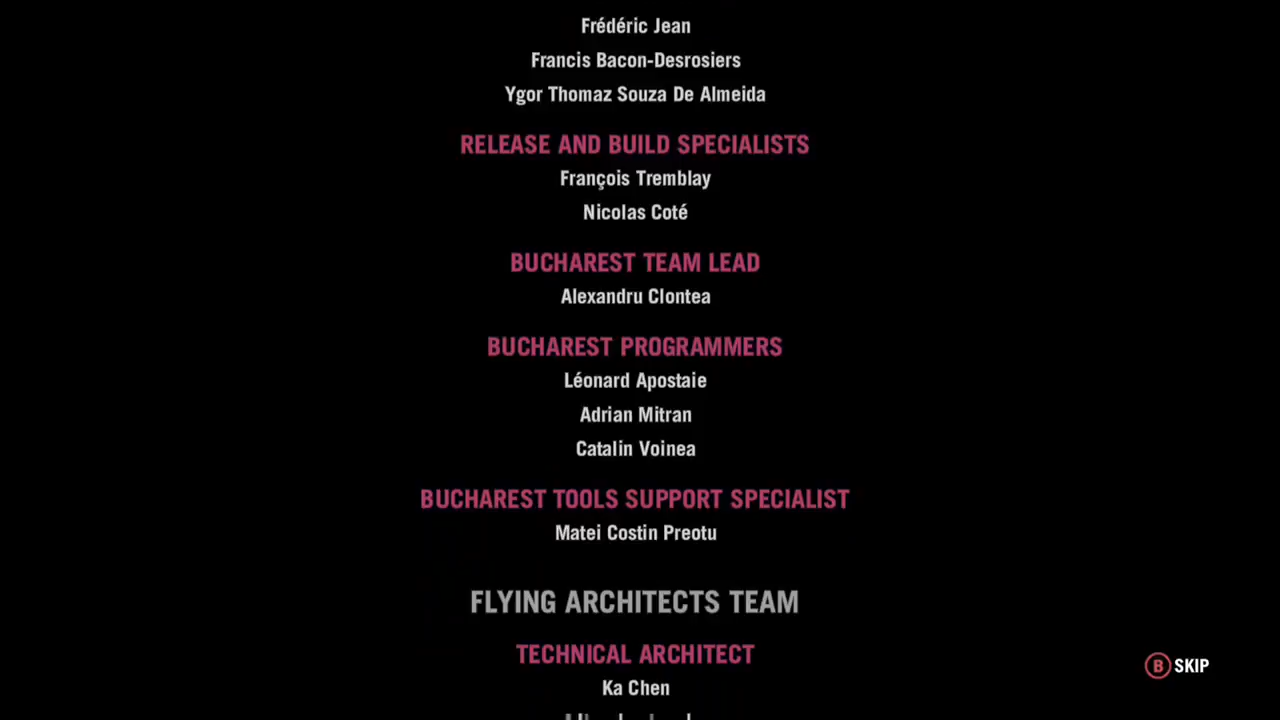 Frédéric Jean
Francis Bacon-Desrosiers
Ygor Thomaz Souza De Almeida
RELEASE AND BUILD SPECIALISTS
François Tremblay
Nicolas Coté
BUCHAREST TEAM LEAD
Alexandru Clontea
BUCHAREST PROGRAMMERS
Léonard Apostaie
Adrian Mitran
Catalin Voinea
BUCHAREST TOOLS SUPPORT SPECIALIST
Matei Costin Preotu
FLYING ARCHITECTS TEAM
TECHNICAL ARCHITECT
Ka Chen
B SKIP